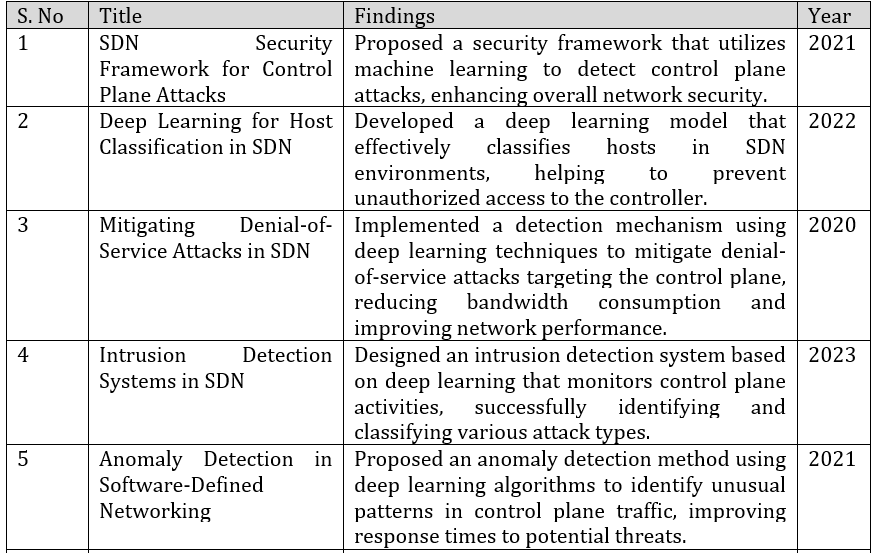 S. No Title Findings Year
1 SDN Security Proposed a security framework that utilizes 2021
Framework for Control machine learning to detect control plane
Plane Attacks attacks, enhancing overall network security.
2 Deep Learning for Host Developed a deep learning model that 2022
Classification in SDN effectively classifies hosts in SDN
environments, helping to prevent
unauthorized access to the controller.
3 Mitigating Denial-of- Implemented a detection mechanism using 2020
Service Attacks in SDN deep learning techniques to mitigate denial-
of-service attacks targeting the control plane,
reducing bandwidth consumption and
improving network performance.
4 Intrusion Detection Designed an intrusion detection system based 2023
Systems in SDN on deep learning that monitors control plane
activities, successfully identifying and
classifying various attack types.
5 Anomaly Detection in Proposed an anomaly detection method using 2021
Software-Defined deep learning algorithms to identify unusual
Networking patterns in control plane traffic, improving
response times to potential threats.